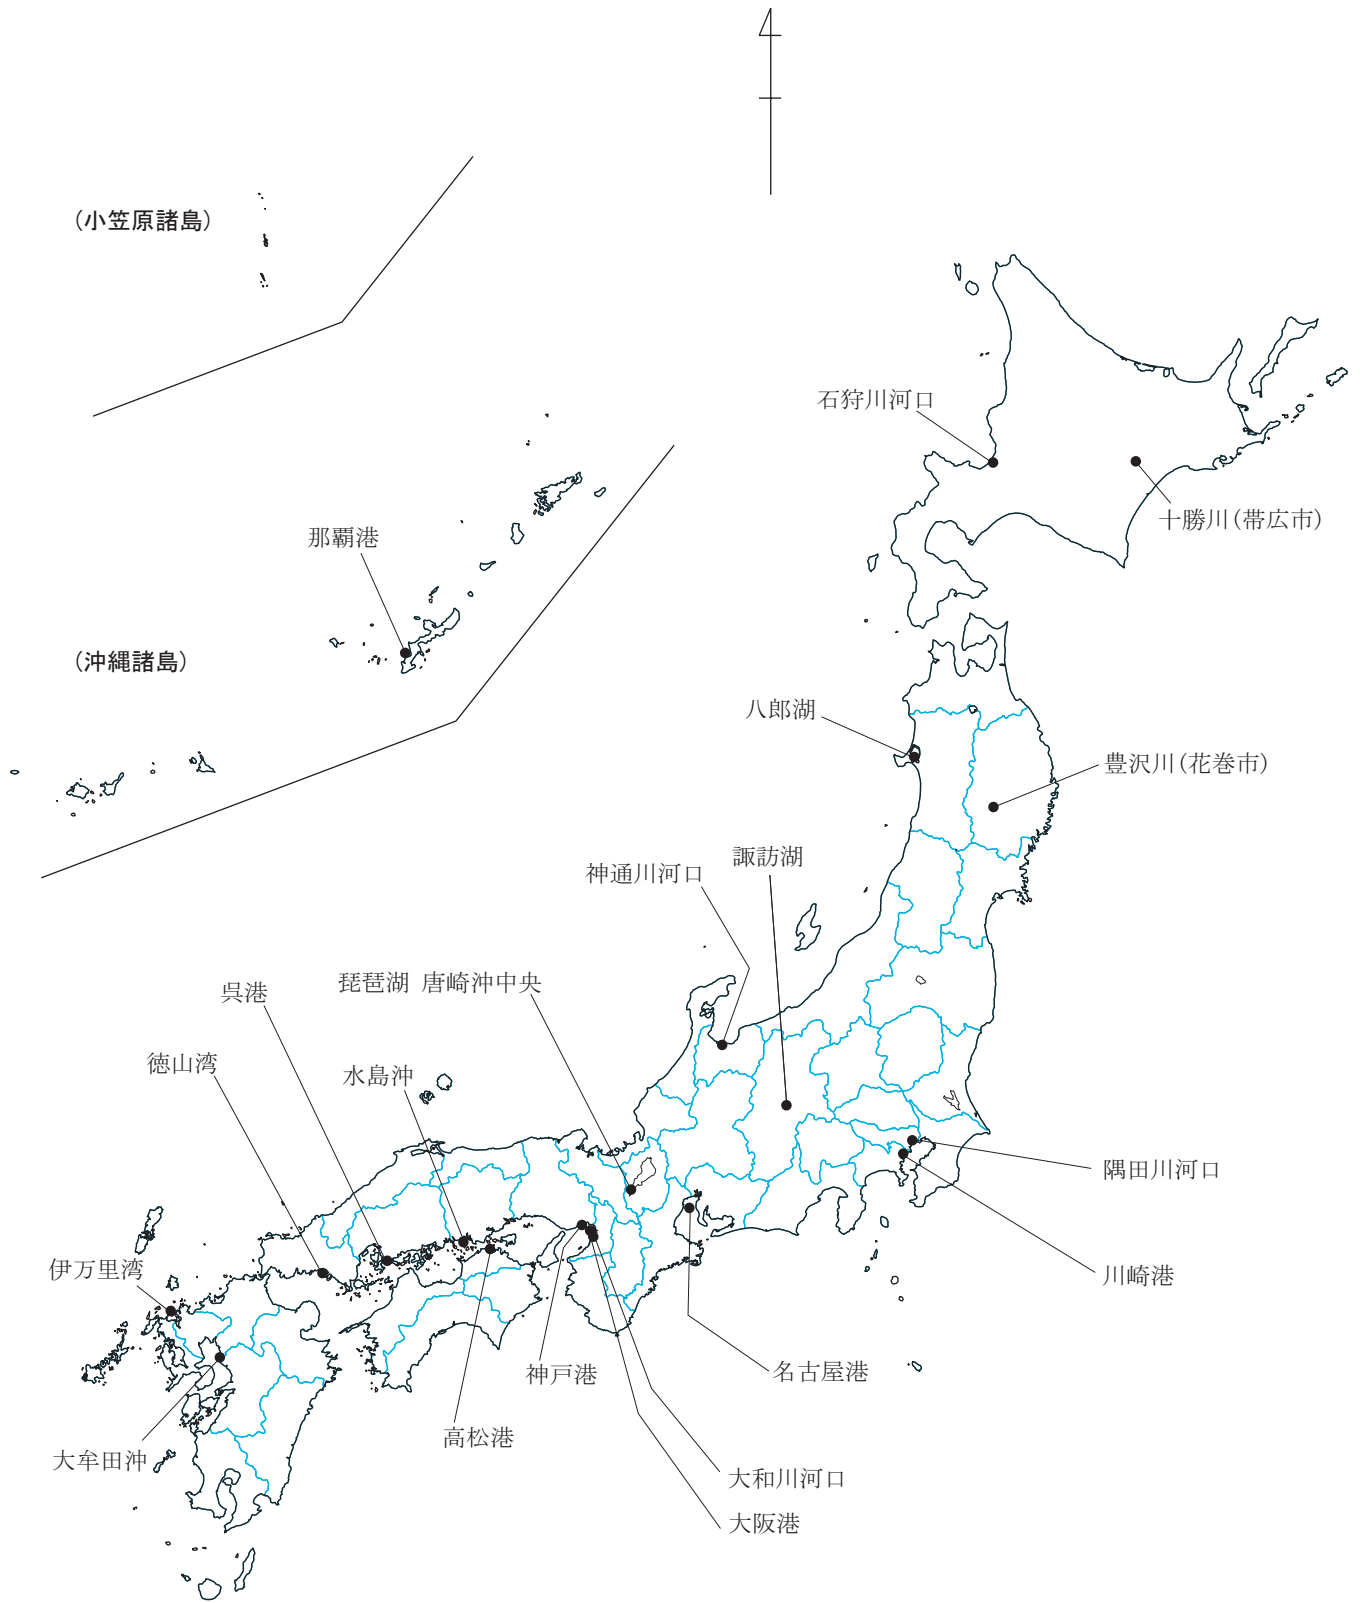 (小笠原諸島)
石狩川河口
十勝川(帯広市)
那覇港
(沖縄諸島)
八郎湖
豊沢川(花巻市)
諏訪湖
神通川河口
琵琶湖 唐崎沖中央
呉港
徳山湾
水島沖
隅田川河口
伊万里湾
川崎港
神戸港
名古屋港
高松港
大牟田沖
大和川河口
大阪港